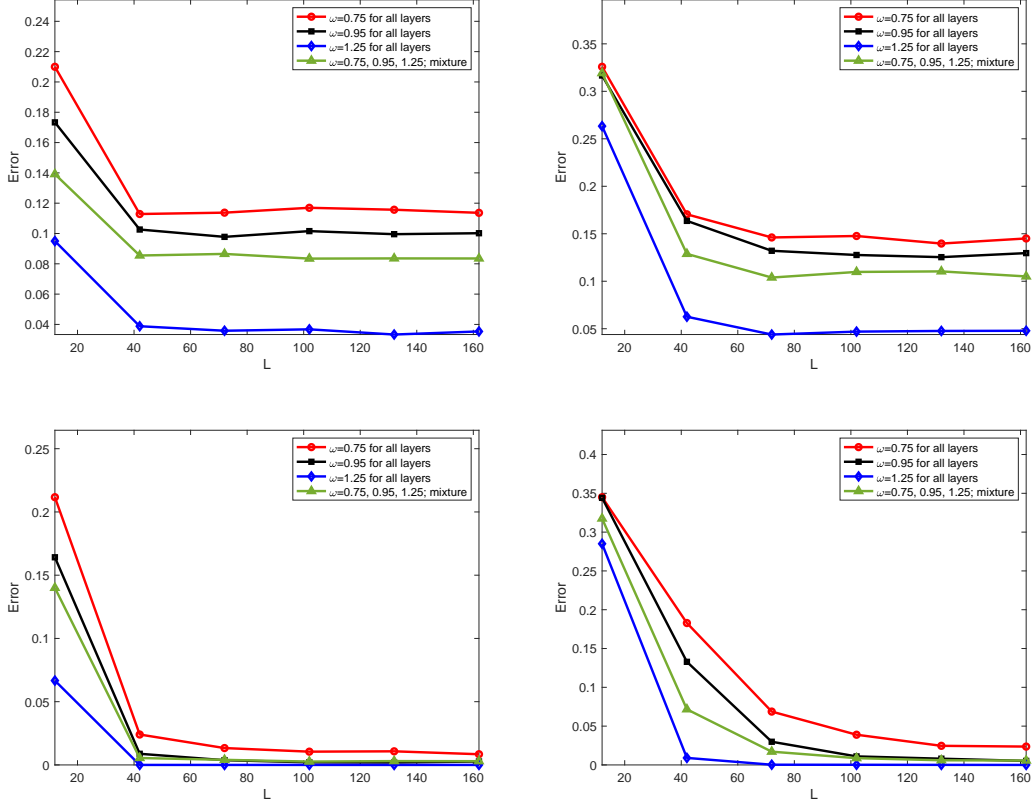 ω=0.75 for all layers
ω=0.95 for all layers
ω=1.25 for all layers
ω=0.75, 0.95, 1.25; mixture
0.24
0.22
0.2
0.18
0.16
0.14
0.12
0.1
0.08
0.06
0.04
Error
20 40 60 80 100 120 140 160
L
ω=0.75 for all layers
ω=0.95 for all layers
ω=1.25 for all layers
ω=0.75, 0.95, 1.25; mixture
0.35
0.3
0.25
0.2
0.15
0.1
0.05
Error
20 40 60 80 100 120 140 160
L
ω=0.75 for all layers
ω=0.95 for all layers
ω=1.25 for all layers
ω=0.75, 0.95, 1.25; mixture
0.25
0.2
0.15
0.1
0.05
0
Error
20 40 60 80 100 120 140 160
L
ω=0.75 for all layers
ω=0.95 for all layers
ω=1.25 for all layers
ω=0.75, 0.95, 1.25; mixture
0.4
0.35
0.3
0.25
0.2
0.15
0.1
0.05
0
Error
20 40 60 80 100 120 140 160
L